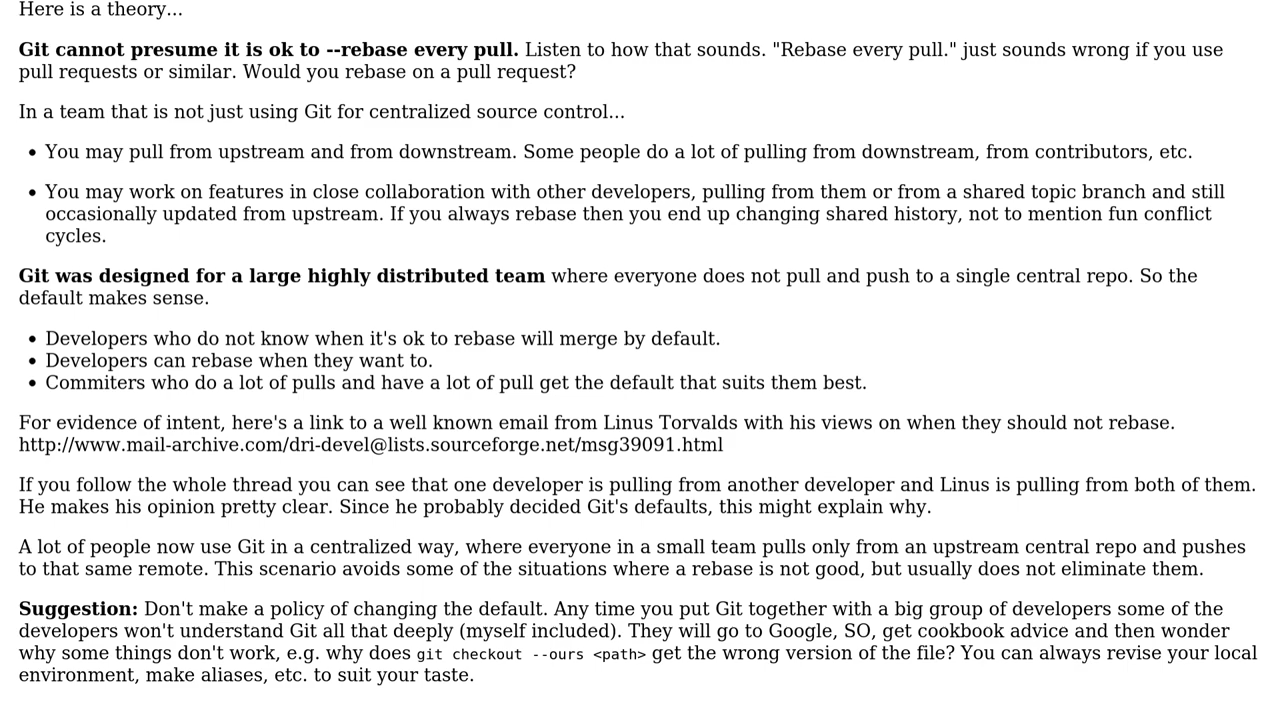 Here is a theory...
Git cannot presume it is ok to --rebase every pull. Listen to how that sounds. "Rebase every pull." just sounds wrong if you use
pull requests or similar. Would you rebase on a pull request?
In a team that is not just using Git for centralized source control...
• You may pull from upstream and from downstream. Some people do a lot of pulling from downstream, from contributors, etc.
• You may work on features in close collaboration with other developers, pulling from them or from a shared topic branch and still
occasionally updated from upstream. If you always rebase then you end up changing shared history, not to mention fun conflict
cycles.
Git was designed for a large highly distributed team where everyone does not pull and push to a single central repo. So the
default makes sense.
• Developers who do not know when it's ok to rebase will merge by default.
• Developers can rebase when they want to.
• Commiters who do a lot of pulls and have a lot of pull get the default that suits them best.
For evidence of intent, here's a link to a well known email from Linus Torvalds with his views on when they should not rebase.
http://www.mail-archive.com/dri-devel@lists.sourceforge.net/msg39091.html
If you follow the whole thread you can see that one developer is pulling from another developer and Linus is pulling from both of them.
He makes his opinion pretty clear. Since he probably decided Git's defaults, this might explain why.
A lot of people now use Git in a centralized way, where everyone in a small team pulls only from an upstream central repo and pushes
to that same remote. This scenario avoids some of the situations where a rebase is not good, but usually does not eliminate them.
Suggestion: Don't make a policy of changing the default. Any time you put Git together with a big group of developers some of the
developers won't understand Git all that deeply (myself included). They will go to Google, SO, get cookbook advice and then wonder
why some things don't work, e.g. why does git checkout --ours <path> get the wrong version of the file? You can always revise your local
environment, make aliases, etc. to suit your taste.